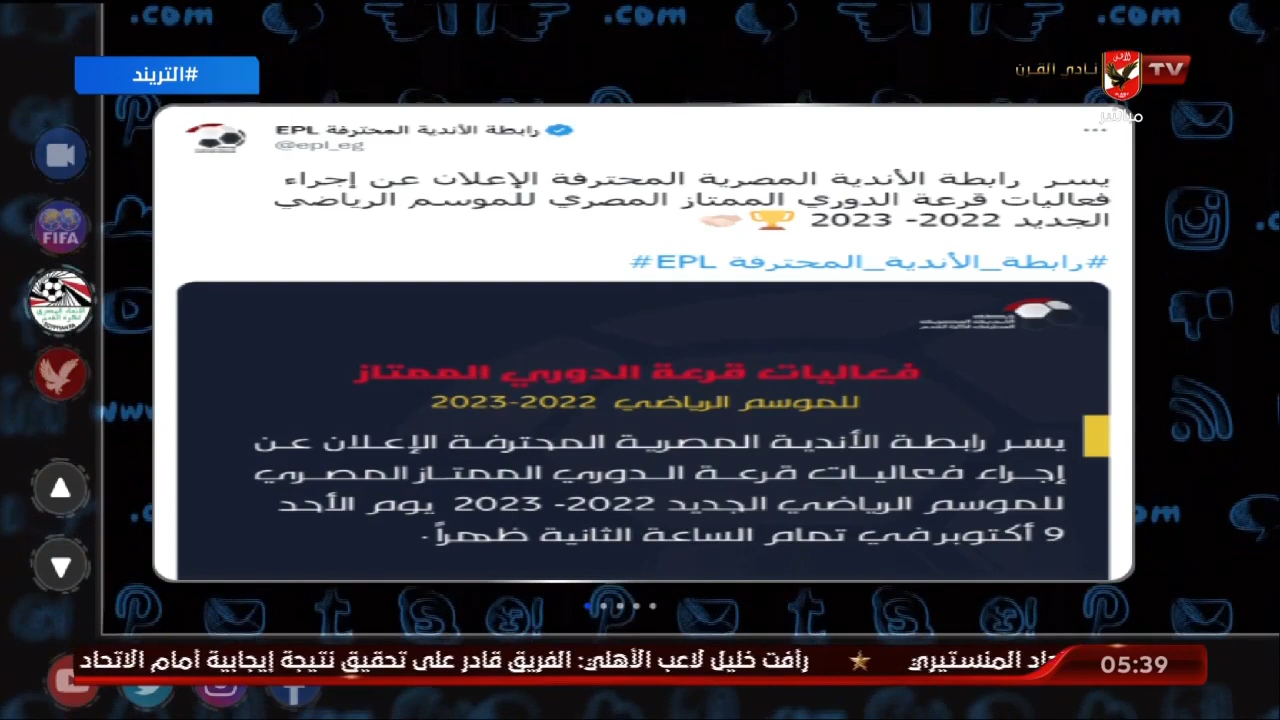 .com
.com
.com
#التريند
نادي القرن
TV
مباشر
رابطة الأندية المحترفة EPL
@epl_eg
يسر رابطة الأندية المصرية المحترفة الإعلان عن إجراء
فعاليات قرعة الدوري الممتاز المصري للموسم الرياضي
الجديد 2022- 2023 🏆🤝
#رابطة_الأندية_المحترفة EPL#
FIFA
فعاليات قرعة الدوري الممتاز
للموسم الرياضي 2022-2023
يسر رابطة الأندية المصرية المحترفة الإعلان عن
إجراء فعاليات قرعة الدوري الممتاز المصري
للموسم الرياضي الجديد 2022- 2023 يوم الأحد
9 أكتوبر في تمام الساعة الثانية ظهراً.
المنستيري ★ رأفت خليل لاعب الأهلي: الفريق قادر على تحقيق نتيجة إيجابية أمام الاتحاد
05:39